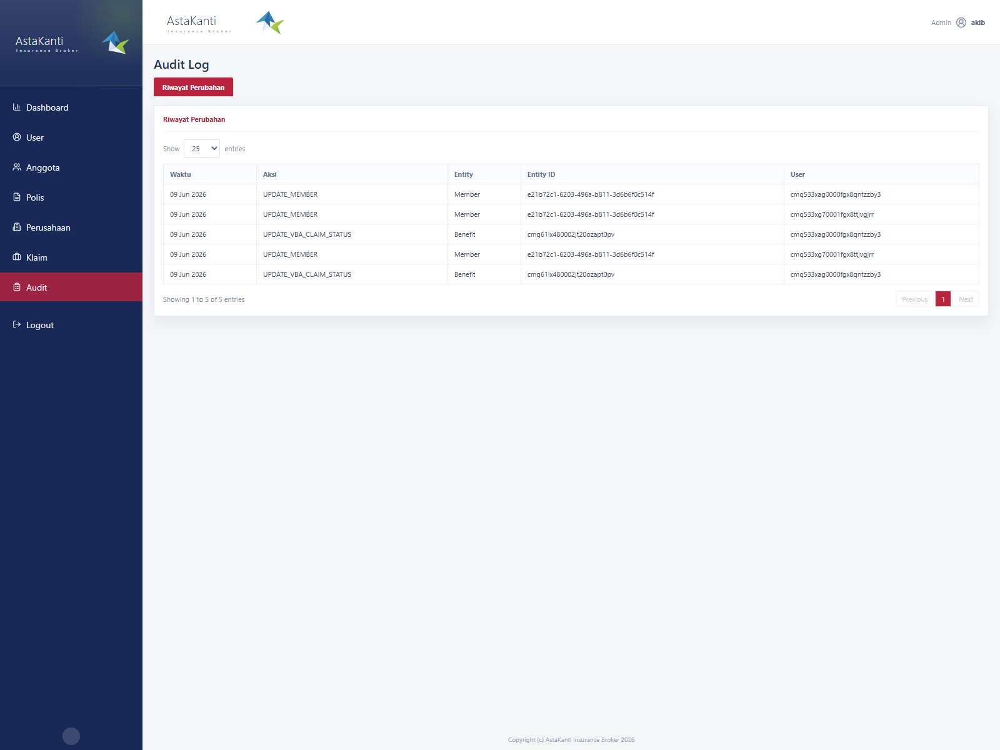 AstaKanti
Insurance Broker
Dashboard
User
Anggota
Polis
Perusahaan
Klaim
Audit
Logout
AstaKanti
Insurance Broker
Admin akib
Audit Log
Riwayat Perubahan
Riwayat Perubahan
Show 25 entries
Waktu Aksi Entity Entity ID User
09 Jun 2026 UPDATE_MEMBER Member e21b72c1-6203-496a-b811-3d6b6f0c514f cmq533xag0000fgx8qntzzby3
09 Jun 2026 UPDATE_MEMBER Member e21b72c1-6203-496a-b811-3d6b6f0c514f cmq533xg70001fgx8ttjvgjrr
09 Jun 2026 UPDATE_VBA_CLAIM_STATUS Benefit cmq61ix480002jt20ozapt0pv cmq533xag0000fgx8qntzzby3
09 Jun 2026 UPDATE_MEMBER Member e21b72c1-6203-496a-b811-3d6b6f0c514f cmq533xg70001fgx8ttjvgjrr
09 Jun 2026 UPDATE_VBA_CLAIM_STATUS Benefit cmq61ix480002jt20ozapt0pv cmq533xag0000fgx8qntzzby3
Showing 1 to 5 of 5 entries
Previous 1 Next
Copyright (c) AstaKanti Insurance Broker 2026